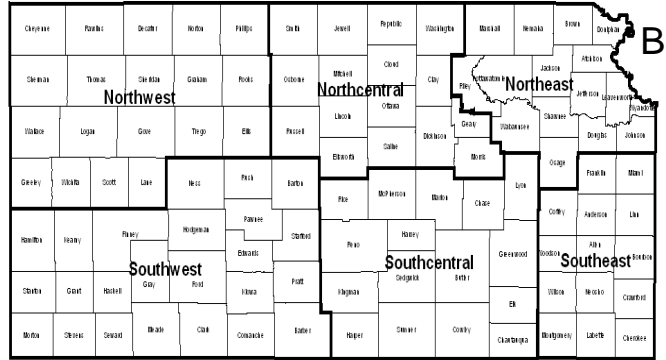 Cheyenne Rawlins Decatur Norton Phillips Smith Jewell Republic Washington Marshall Nemaha Brown Doniphan
B
Sherman Thomas Sheridan Graham Rooks Osborne Mitchell Cloud Clay Riley Pottawatomie Jackson Atchison
Northwest Northcentral Northeast
Ottawa Jefferson Leavenworth Wyandotte
Wallace Logan Gove Trego Ellis Russell Lincoln Saline Dickinson Geary Wabaunsee Shawnee Douglas Johnson
Ellsworth Morris Osage
Greeley Wichita Scott Lane Ness Rush Barton Rice McPherson Marion Chase Lyon Franklin Miami
Hamilton Kearny Finney Hodgeman Pawnee Stafford Edwards Reno Harvey Greenwood Coffey Anderson Linn
Southwest Southcentral Southeast
Woodson Allen Bourbon
Stanton Grant Haskell Gray Ford Kiowa Pratt Kingman Sedgwick Butler Elk Wilson Neosho Crawford
Morton Stevens Seward Meade Clark Comanche Barber Harper Sumner Cowley Chautauqua Montgomery Labette Cherokee